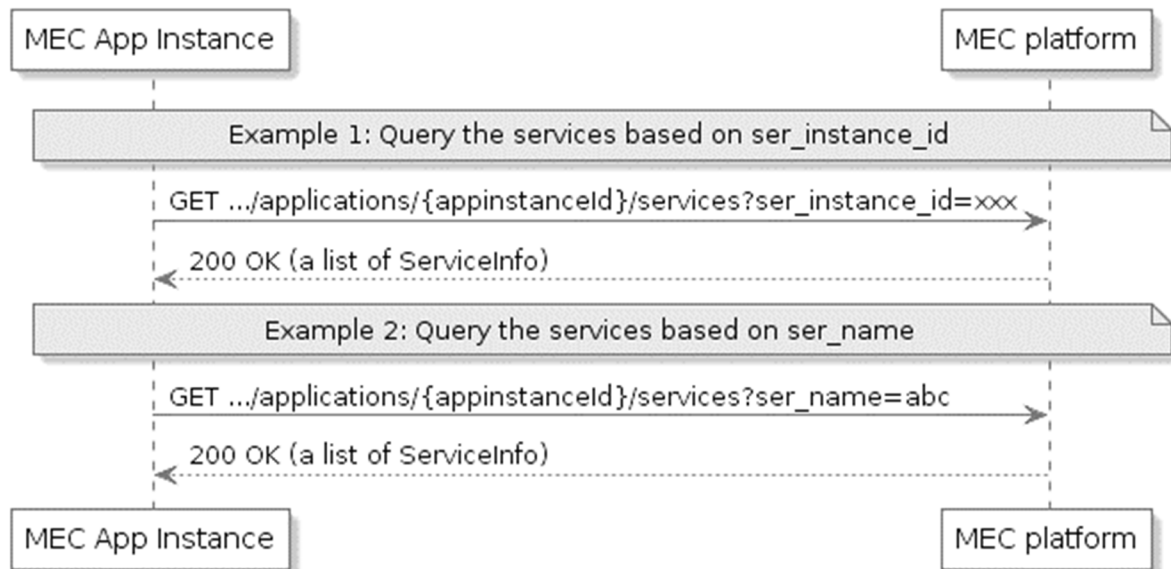 MEC App Instance
MEC platform
Example 1: Query the services based on ser_instance_id
GET .../applications/{appinstanceId}/services?ser_instance_id=xxx
200 OK (a list of ServiceInfo)
Example 2: Query the services based on ser_name
GET .../applications/{appinstanceId}/services?ser_name=abc
200 OK (a list of ServiceInfo)
MEC App Instance
MEC platform